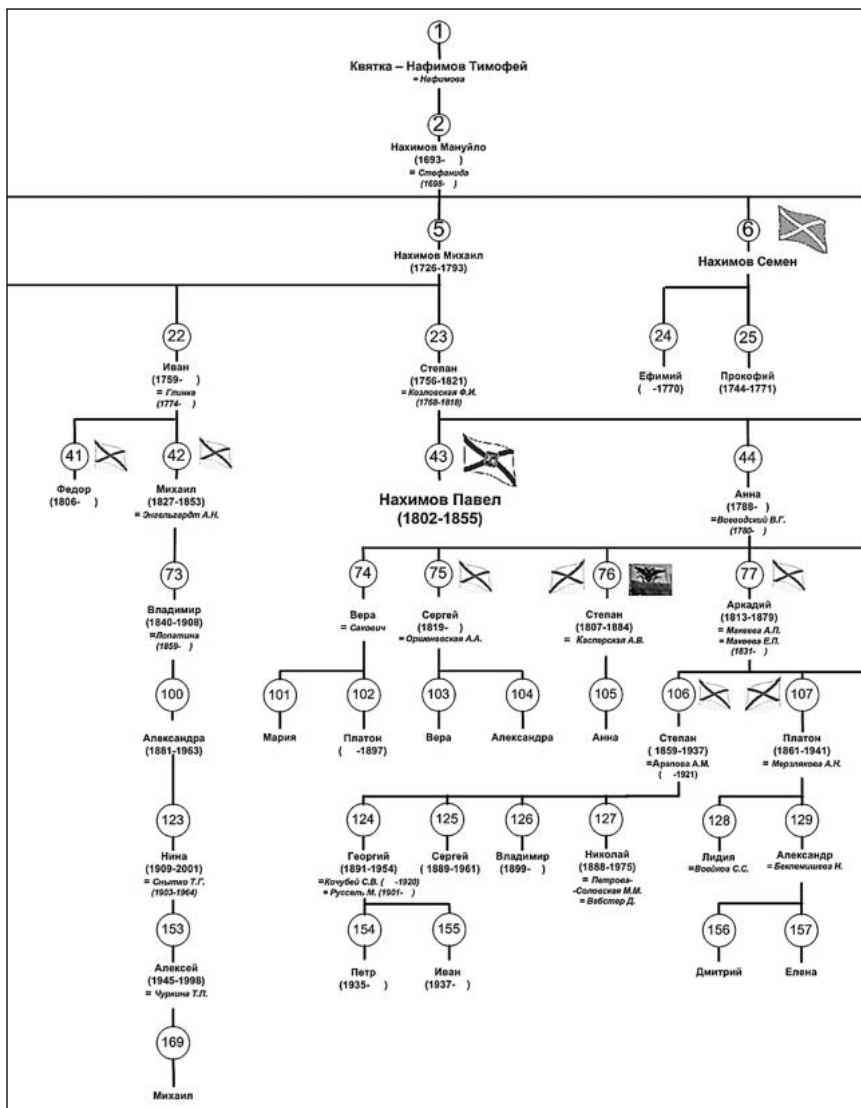 1
Квятка – Нафимов Тимофей
= Нафимова
2
Нахимов Мануйло
(1693- )
= Стефанида
(1698- )
5
Нахимов Михаил
(1726-1793)
6
Нахимов Семен
22
Иван
(1759- )
= Глинка
(1774- )
23
Степан
(1756-1821)
= Козловская Ф.И.
(1768-1818)
24
Ефимий
( -1770)
25
Прокофий
(1744-1771)
41
Федор
(1806- )
42
Михаил
(1827-1853)
= Энгельгардт А.Н.
43
Нахимов Павел
(1802-1855)
44
Анна
(1788- )
=Воеводский В.Г.
(1780- )
73
Владимир
(1840-1908)
=Лопатина
(1859- )
74
Вера
= Сакович
75
Сергей
(1819- )
= Оршеневская А.А.
76
Степан
(1807-1884)
= Касперская А.В.
77
Аркадий
(1813-1879)
= Макеева А.П.
= Макеева Е.П.
(1831- )
100
Александра
(1881-1963)
101
Мария
102
Платон
( -1897)
103
Вера
104
Александра
105
Анна
106
Степан
( 1859-1937)
=Арапова А.М.
( -1921)
107
Платон
(1861-1941)
= Мерзлякова А.Н.
123
Нина
(1909-2001)
= Снытко Т.Г.
(1903-1964)
124
Георгий
(1891-1954)
=Кочубей С.В. ( -1920)
= Руссель М. (1901- )
125
Сергей
( 1889-1961)
126
Владимир
(1899- )
127
Николай
(1888-1975)
= Петрова-
-Соловская М.М.
= Вебстер Д.
128
Лидия
=Воейков С.С.
129
Александр
= Беклемишева Н.
153
Алексей
(1945-1998)
= Чуркина Т.П.
154
Петр
(1935- )
155
Иван
(1937- )
156
Дмитрий
157
Елена
169
Михаил